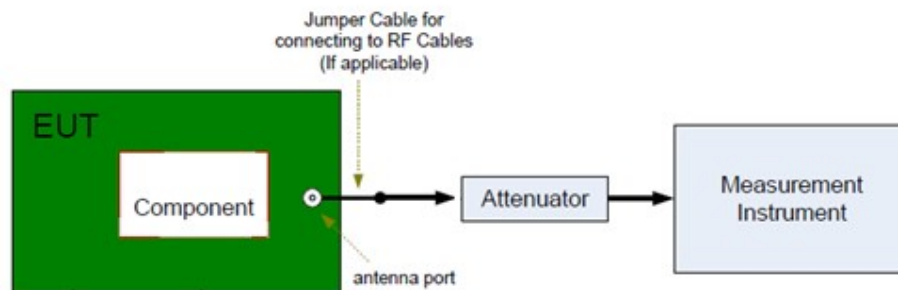 Jumper Cable for
connecting to RF Cables
(If applicable)
EUT
Component
Attenuator
Measurement
Instrument
antenna port